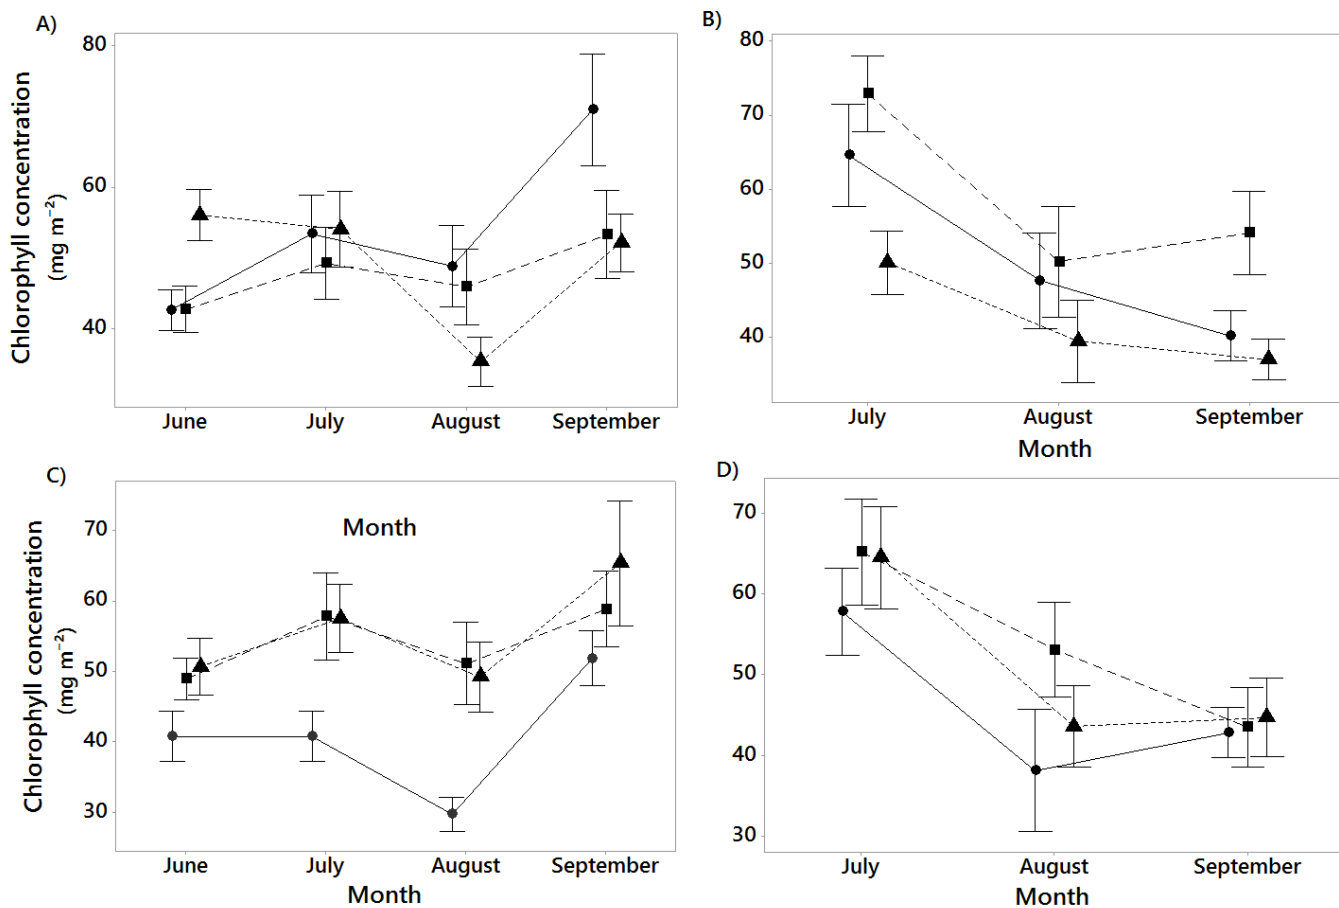 A)
Chlorophyll concentration
(mg m⁻²)
80
60
40
June July August September
Month
B)
80
70
60
50
40
July August September
Month
C)
Chlorophyll concentration
(mg m⁻²)
70
60
50
40
30
June July August September
Month
D)
70
60
50
40
30
July August September
Month